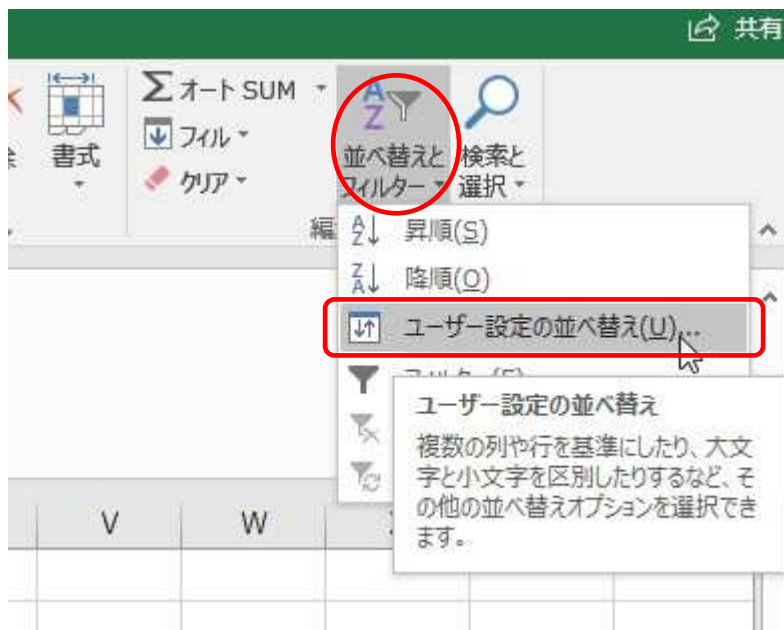 共有
Σ オート SUM
フィル
クリア
書式
並べ替えと
フィルター
検索と
選択
編
昇順(S)
降順(O)
ユーザー設定の並べ替え(U)...
ユーザー設定の並べ替え
複数の列や行を基準にしたり、大文
字と小文字を区別したりするなど、そ
の他の並べ替えオプションを選択でき
ます。
V W